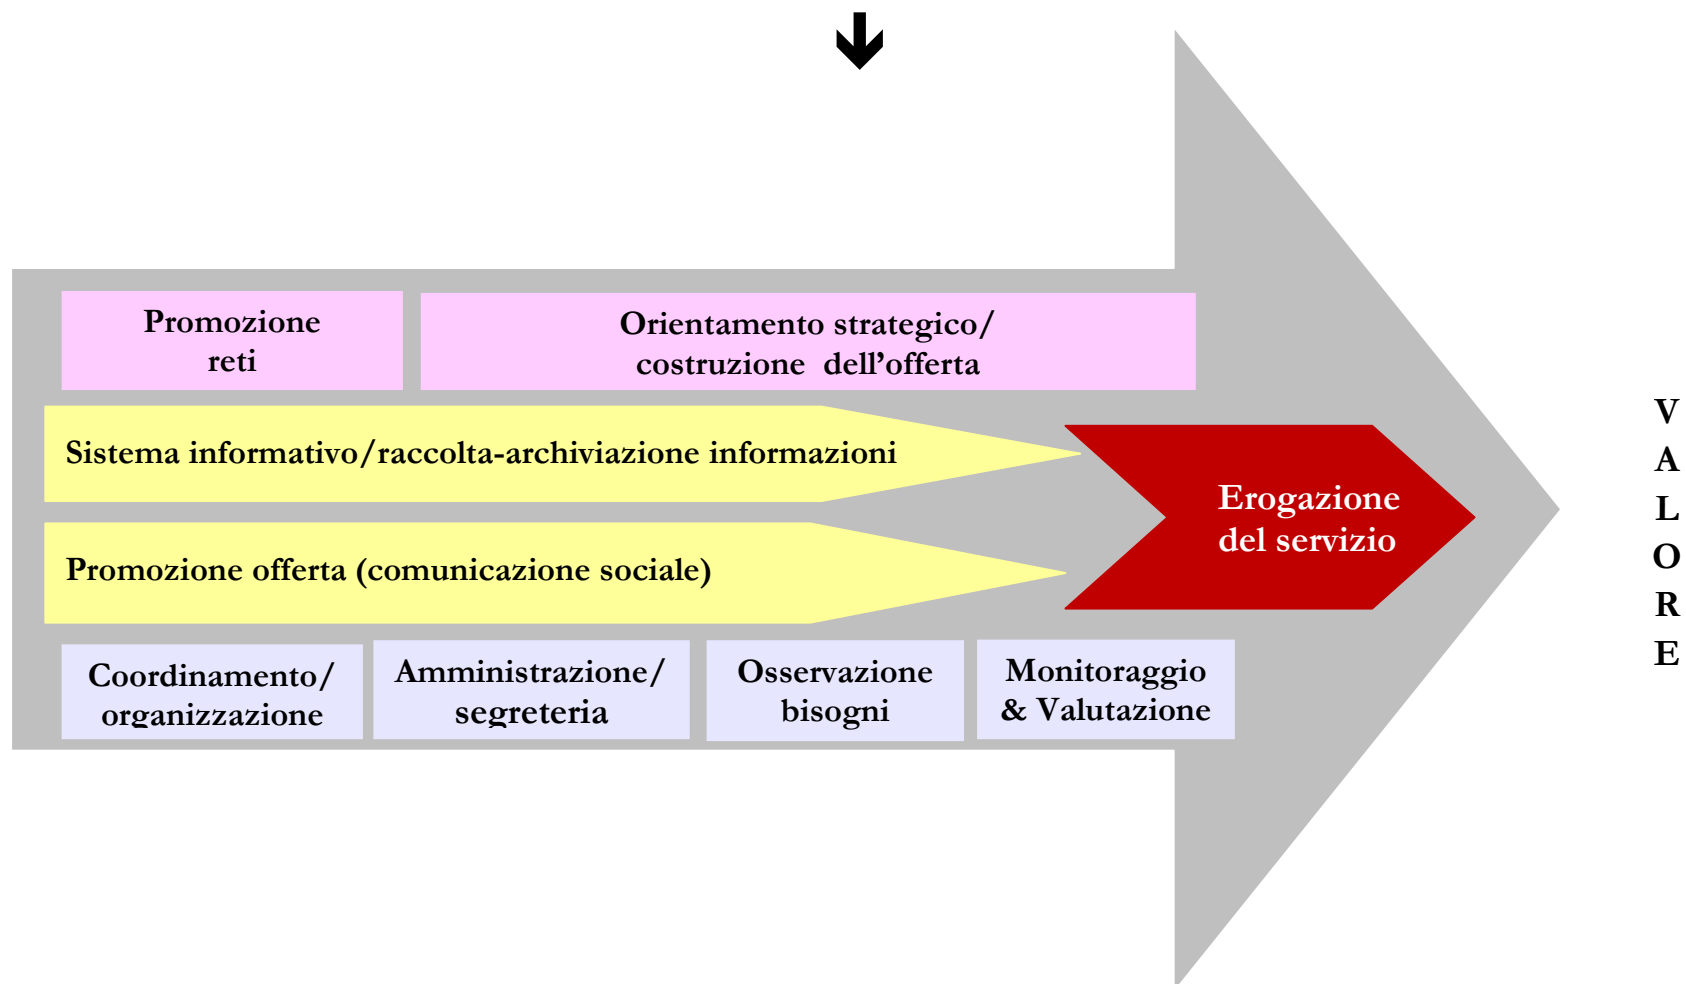 Promozione
reti
Orientamento strategico/
costruzione dell’offerta
Sistema informativo/raccolta-archiviazione informazioni
Promozione offerta (comunicazione sociale)
Erogazione
del servizio
Coordinamento/
organizzazione
Amministrazione/
segreteria
Osservazione
bisogni
Monitoraggio
& Valutazione
V
A
L
O
R
E